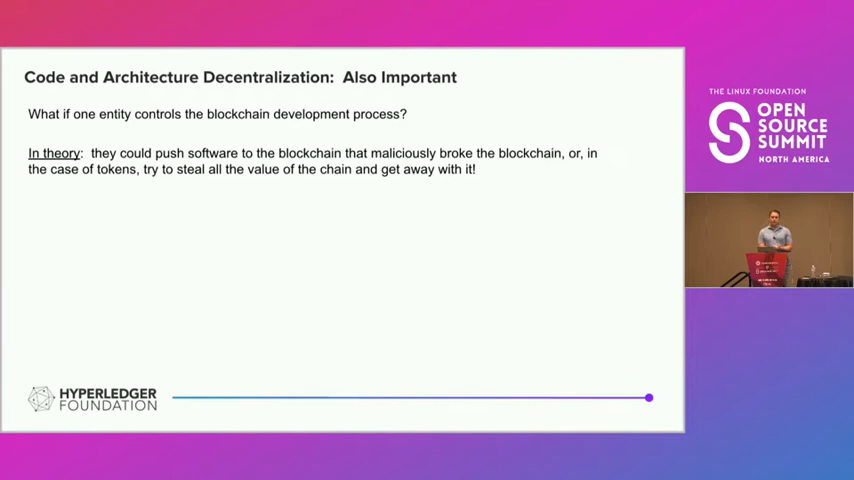 Code and Architecture Decentralization:  Also Important
What if one entity controls the blockchain development process?
In theory:  they could push software to the blockchain that maliciously broke the blockchain, or, in
the case of tokens, try to steal all the value of the chain and get away with it!
HYPERLEDGER
FOUNDATION
THE LINUX FOUNDATION
OPEN
SOURCE
SUMMIT
NORTH AMERICA